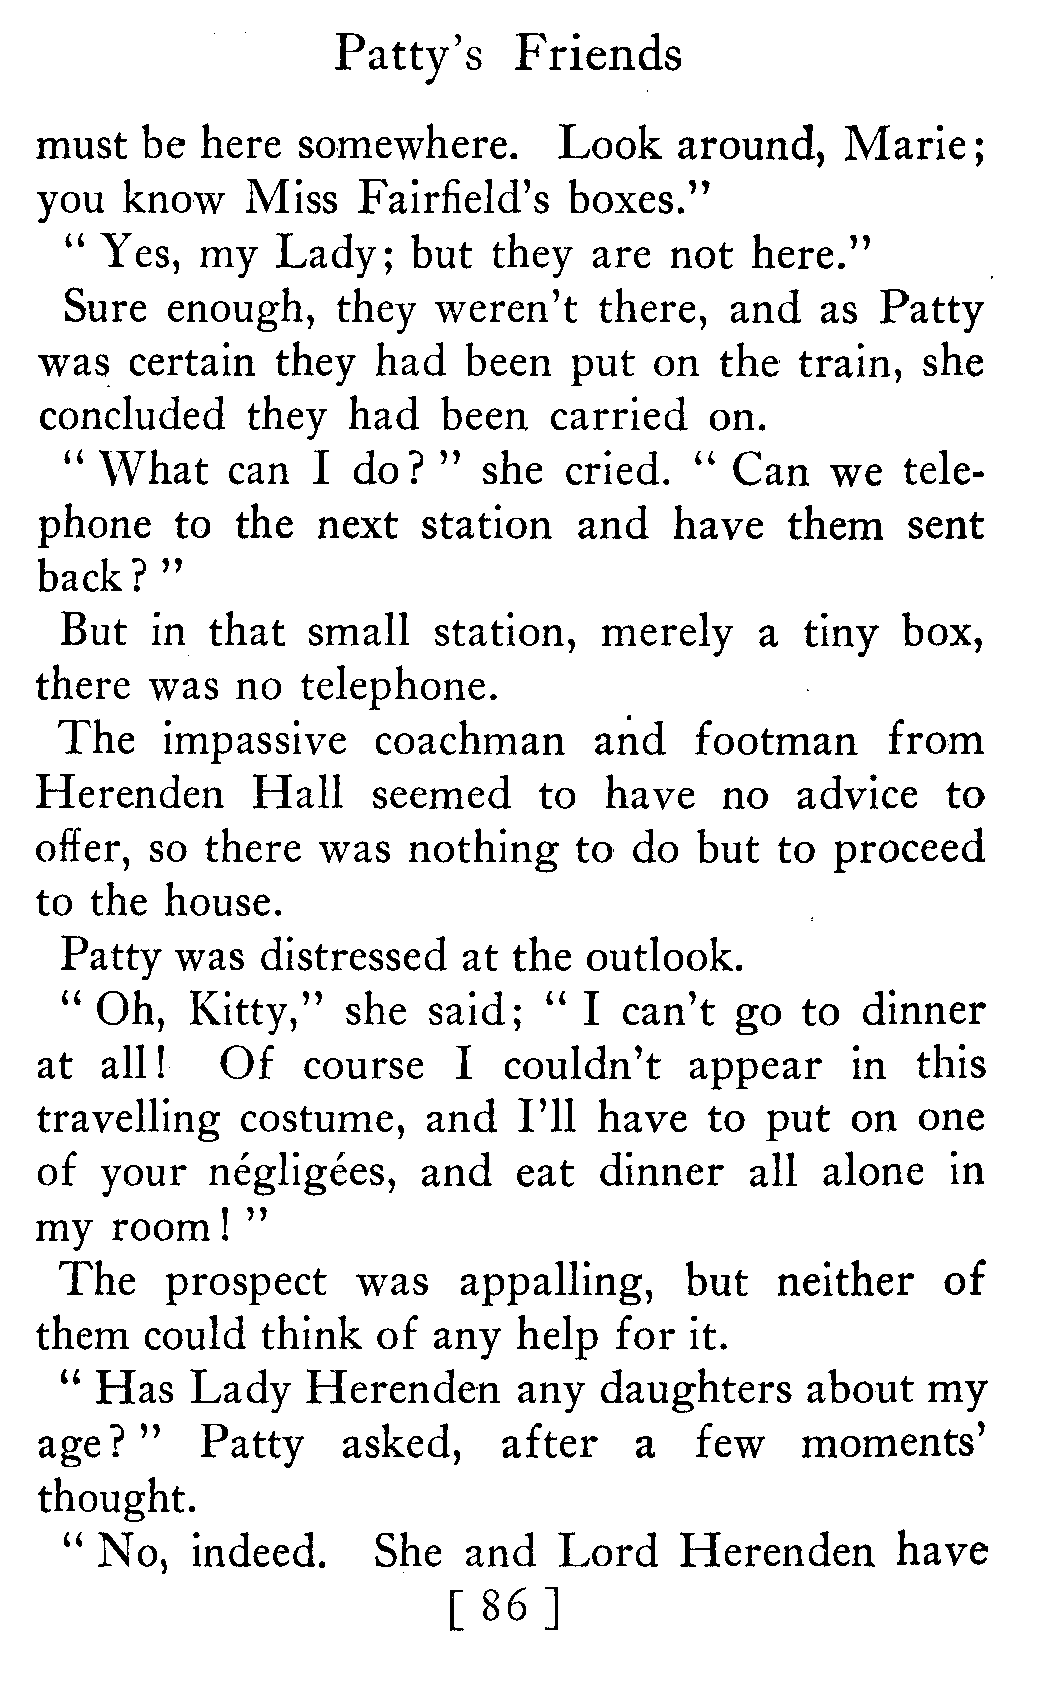 Patty's Friends
must be here somewhere. Look around, Marie;
you know Miss Fairfield's boxes."
" Yes, my Lady; but they are not here."
Sure enough, they weren't there, and as Patty
was certain they had been put on the train, she
concluded they had been carried on.
" What can I do? " she cried. " Can we tele-
phone to the next station and have them sent
back? "
But in that small station, merely a tiny box,
there was no telephone.
The impassive coachman and footman from
Herenden Hall seemed to have no advice to
offer, so there was nothing to do but to proceed
to the house.
Patty was distressed at the outlook.
" Oh, Kitty," she said; " I can't go to dinner
at all! Of course I couldn't appear in this
travelling costume, and I'll have to put on one
of your négligées, and eat dinner all alone in
my room! "
The prospect was appalling, but neither of
them could think of any help for it.
" Has Lady Herenden any daughters about my
age? " Patty asked, after a few moments'
thought.
" No, indeed. She and Lord Herenden have
[ 86 ]